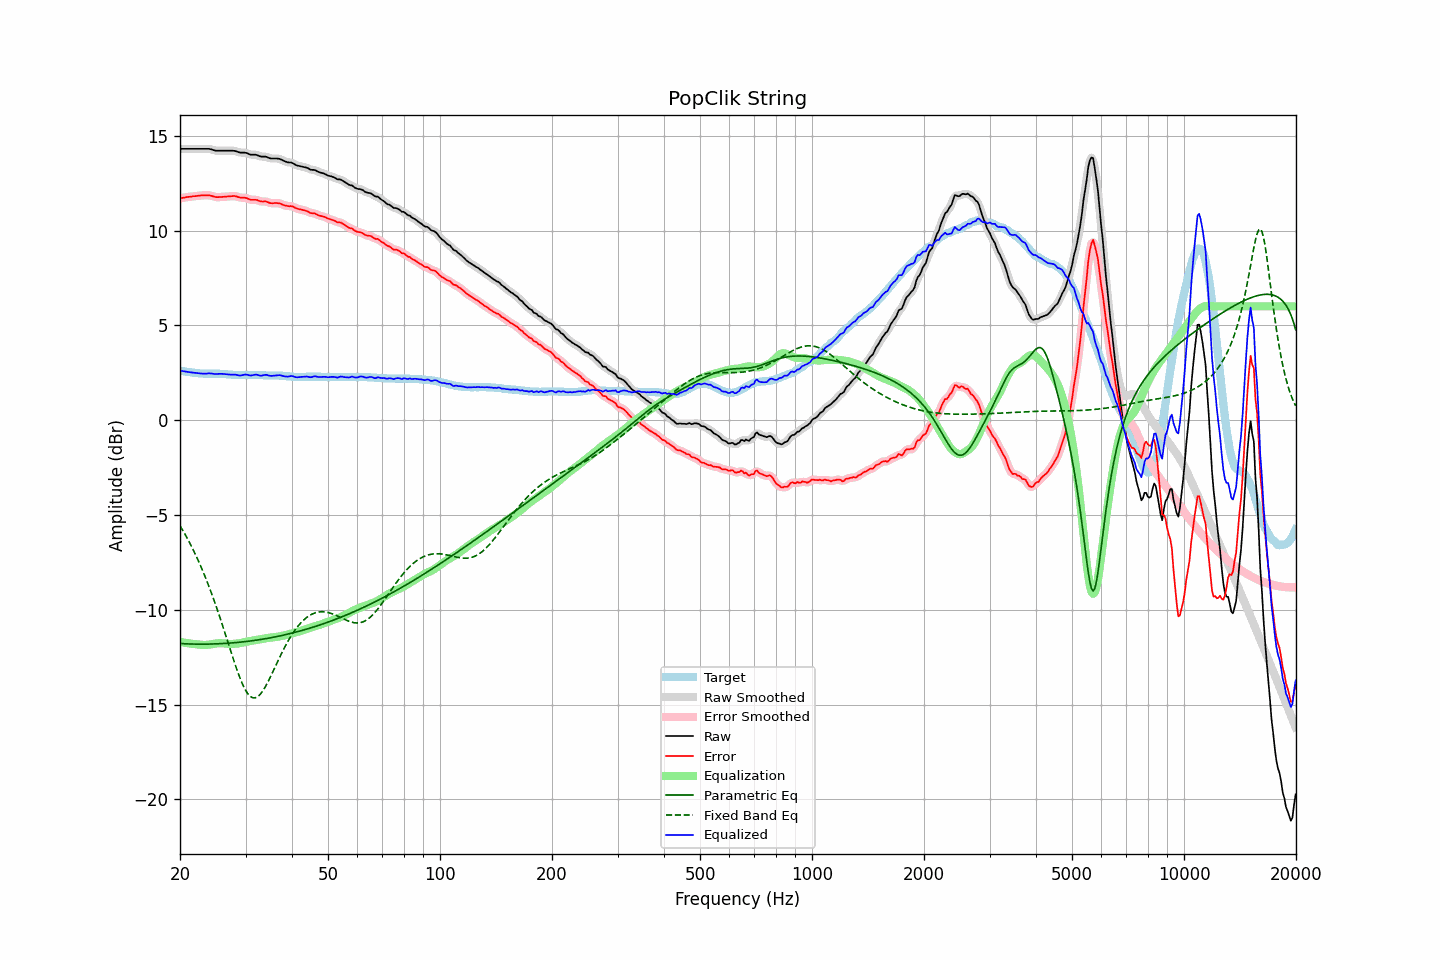 PopClik String
15
10
5
0
−5
−10
−15
−20
Amplitude (dBr)
20
50
100
200
500
1000
2000
5000
10000
20000
Frequency (Hz)
Target
Raw Smoothed
Error Smoothed
Raw
Error
Equalization
Parametric Eq
Fixed Band Eq
Equalized